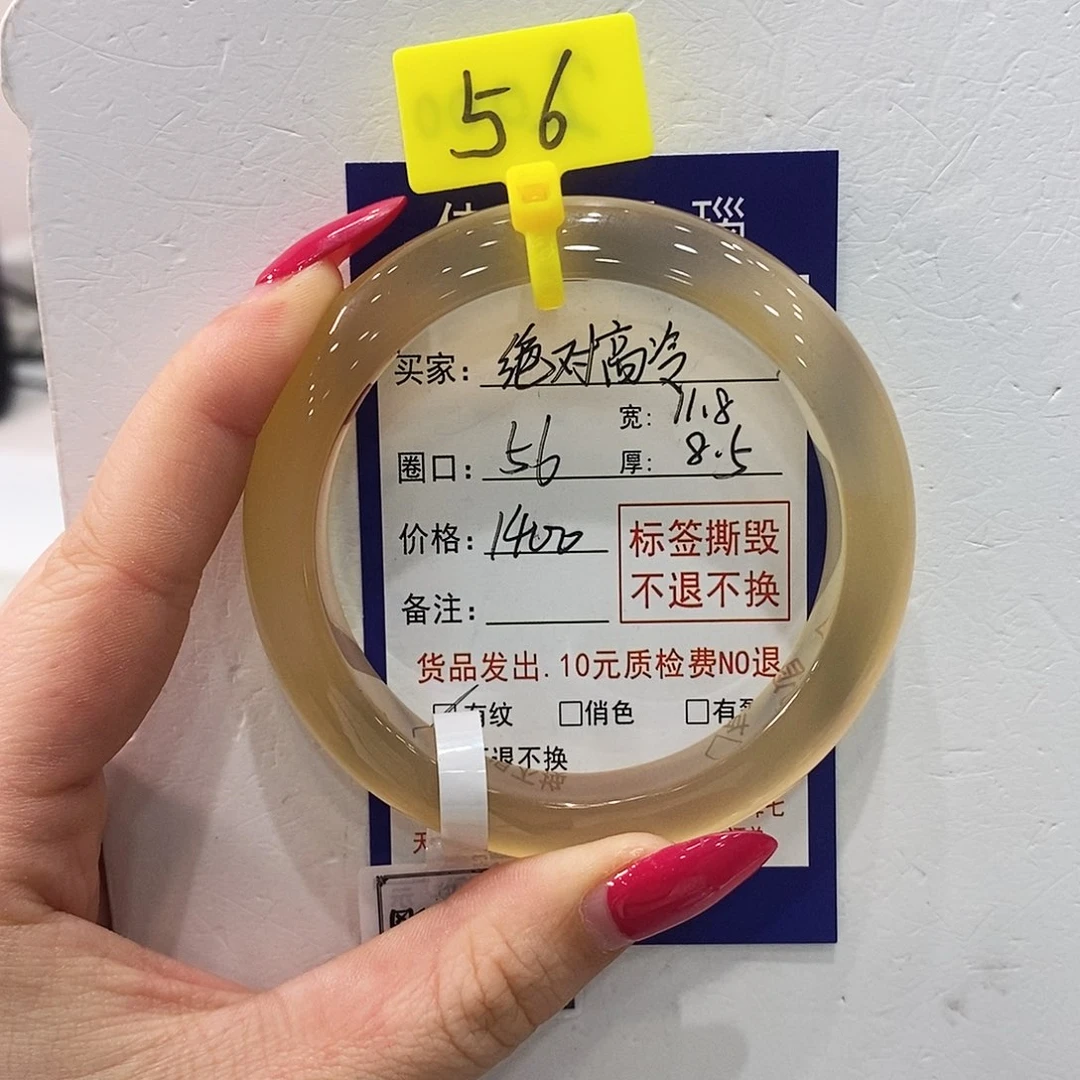 56
瑙
买家：绝对高冷
宽：11.8
圈口：56 厚：8.5
价格：1400
标签撕毁
不退不换
备注：
货品发出.10元质检费NO退
有纹 □俏色 □有
退不换
天